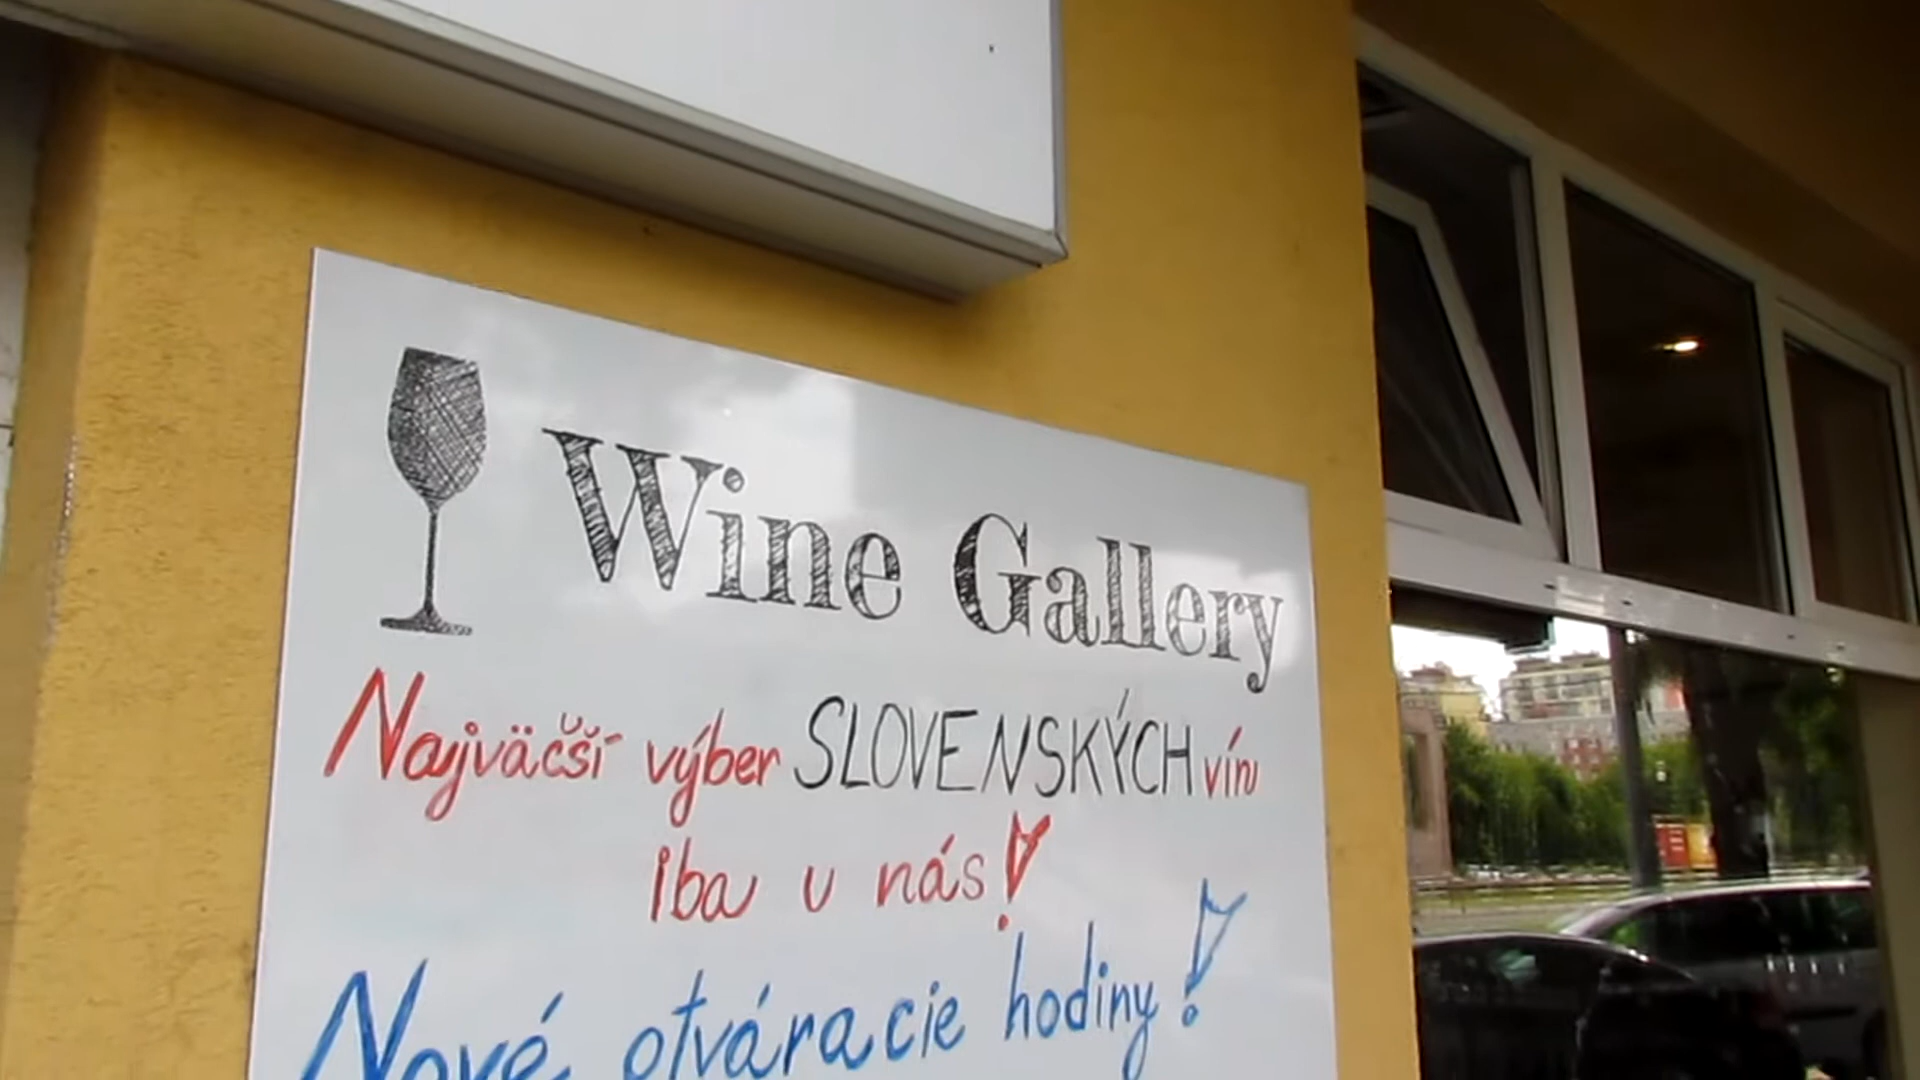 Wine Gallery
Najväčší výber SLOVENSKÝCH vín
iba u nás!
Nové otváracie hodiny!